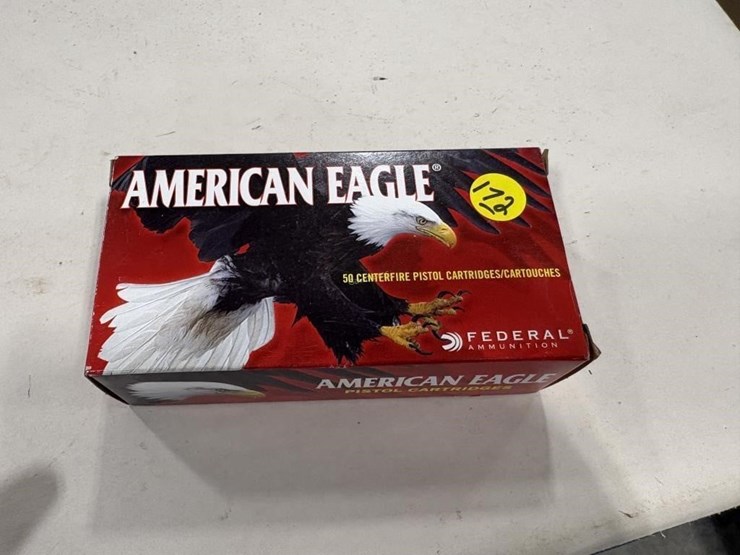 AMERICAN EAGLE®
172
50 CENTERFIRE PISTOL CARTRIDGES/CARTOUCHES
FEDERAL®
AMMUNITION
AMERICAN EAGLE
PISTOL CARTRIDGES